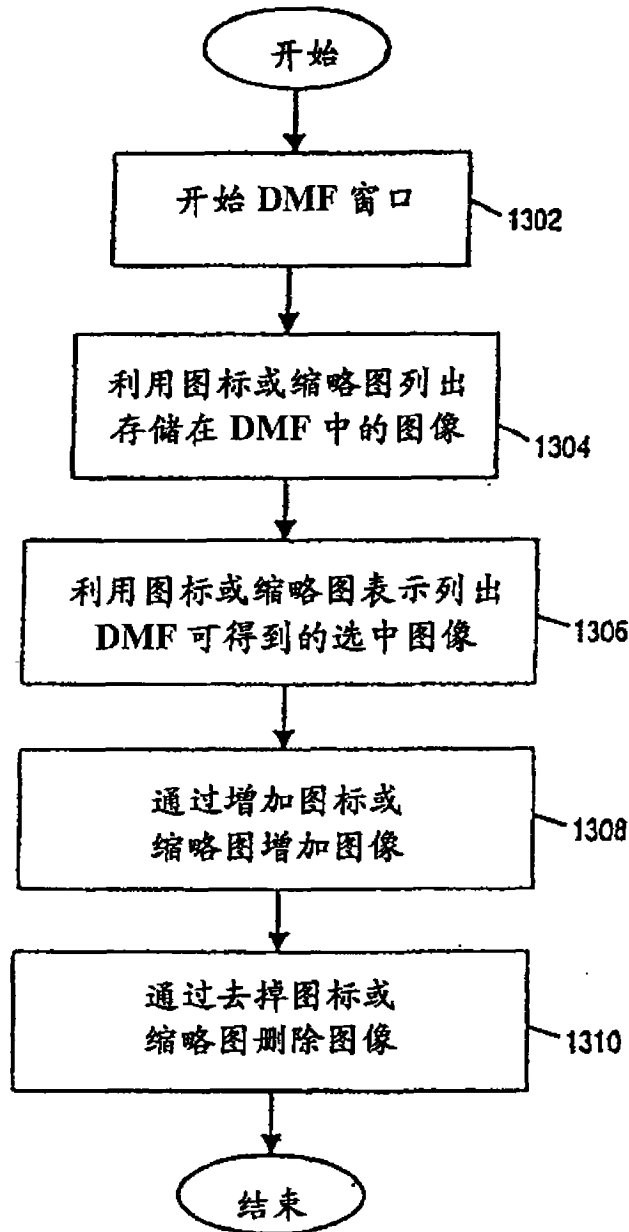 开始
开始 DMF 窗口
1302
利用图标或缩略图列出
存储在 DMF 中的图像
1304
利用图标或缩略图表示列出
DMF 可得到的选中图像
1306
通过增加图标或
缩略图增加图像
1308
通过去掉图标或
缩略图删除图像
1310
结束